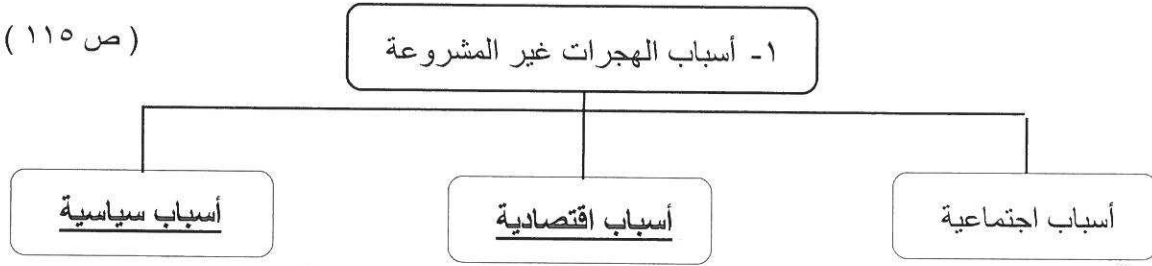 ١- أسباب الهجرات غير المشروعة
( ص ١١٥ )
أسباب اجتماعية
أسباب اقتصادية
أسباب سياسية